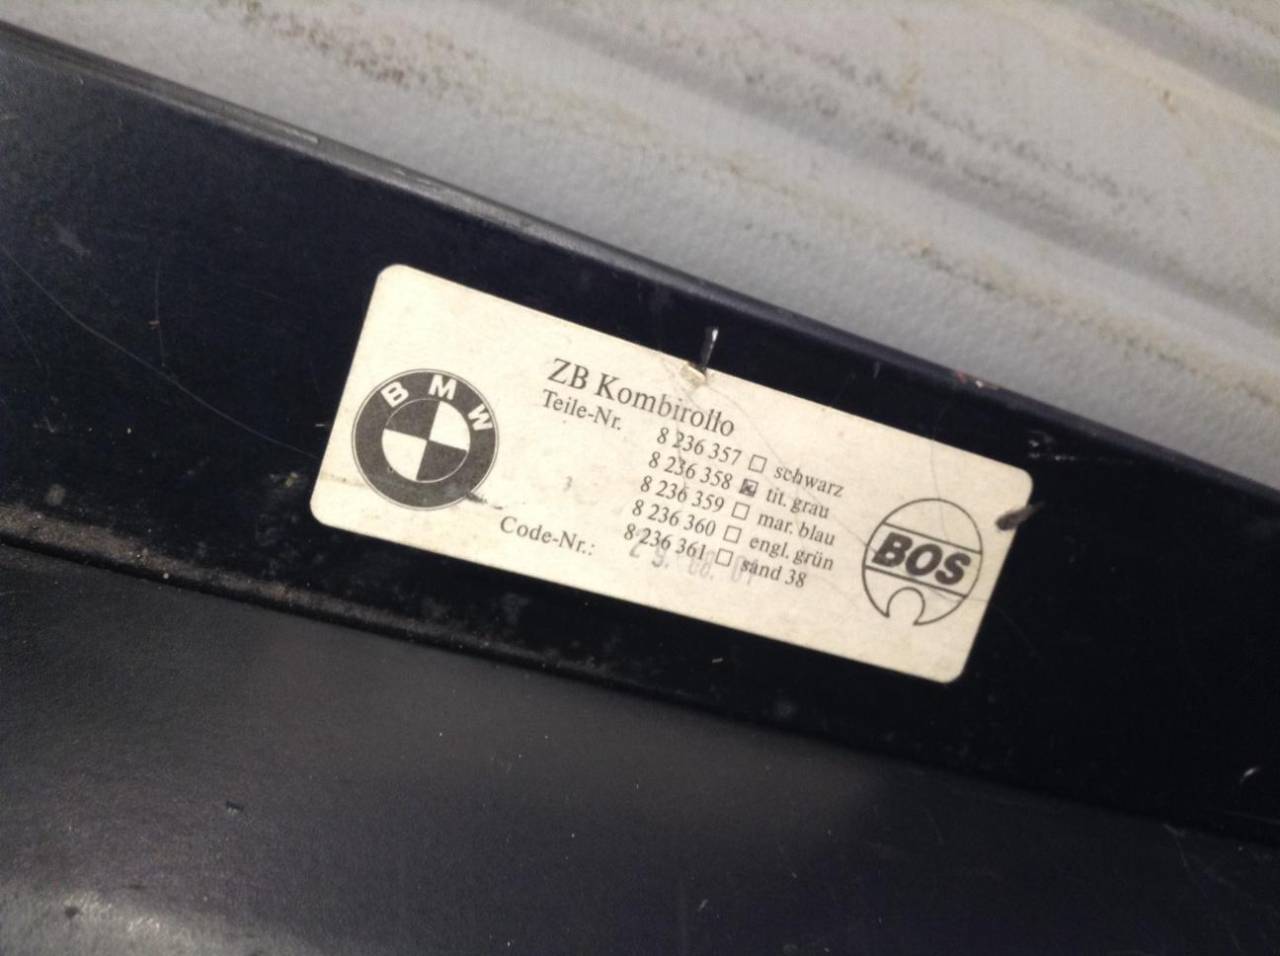 BMW
ZB Kombirollo
Teile-Nr.
8 236 357 schwarz
8 236 358 tit. grau
8 236 359 mar. blau
8 236 360 engl. grün
8 236 361 sand 38
Code-Nr.:
BOS